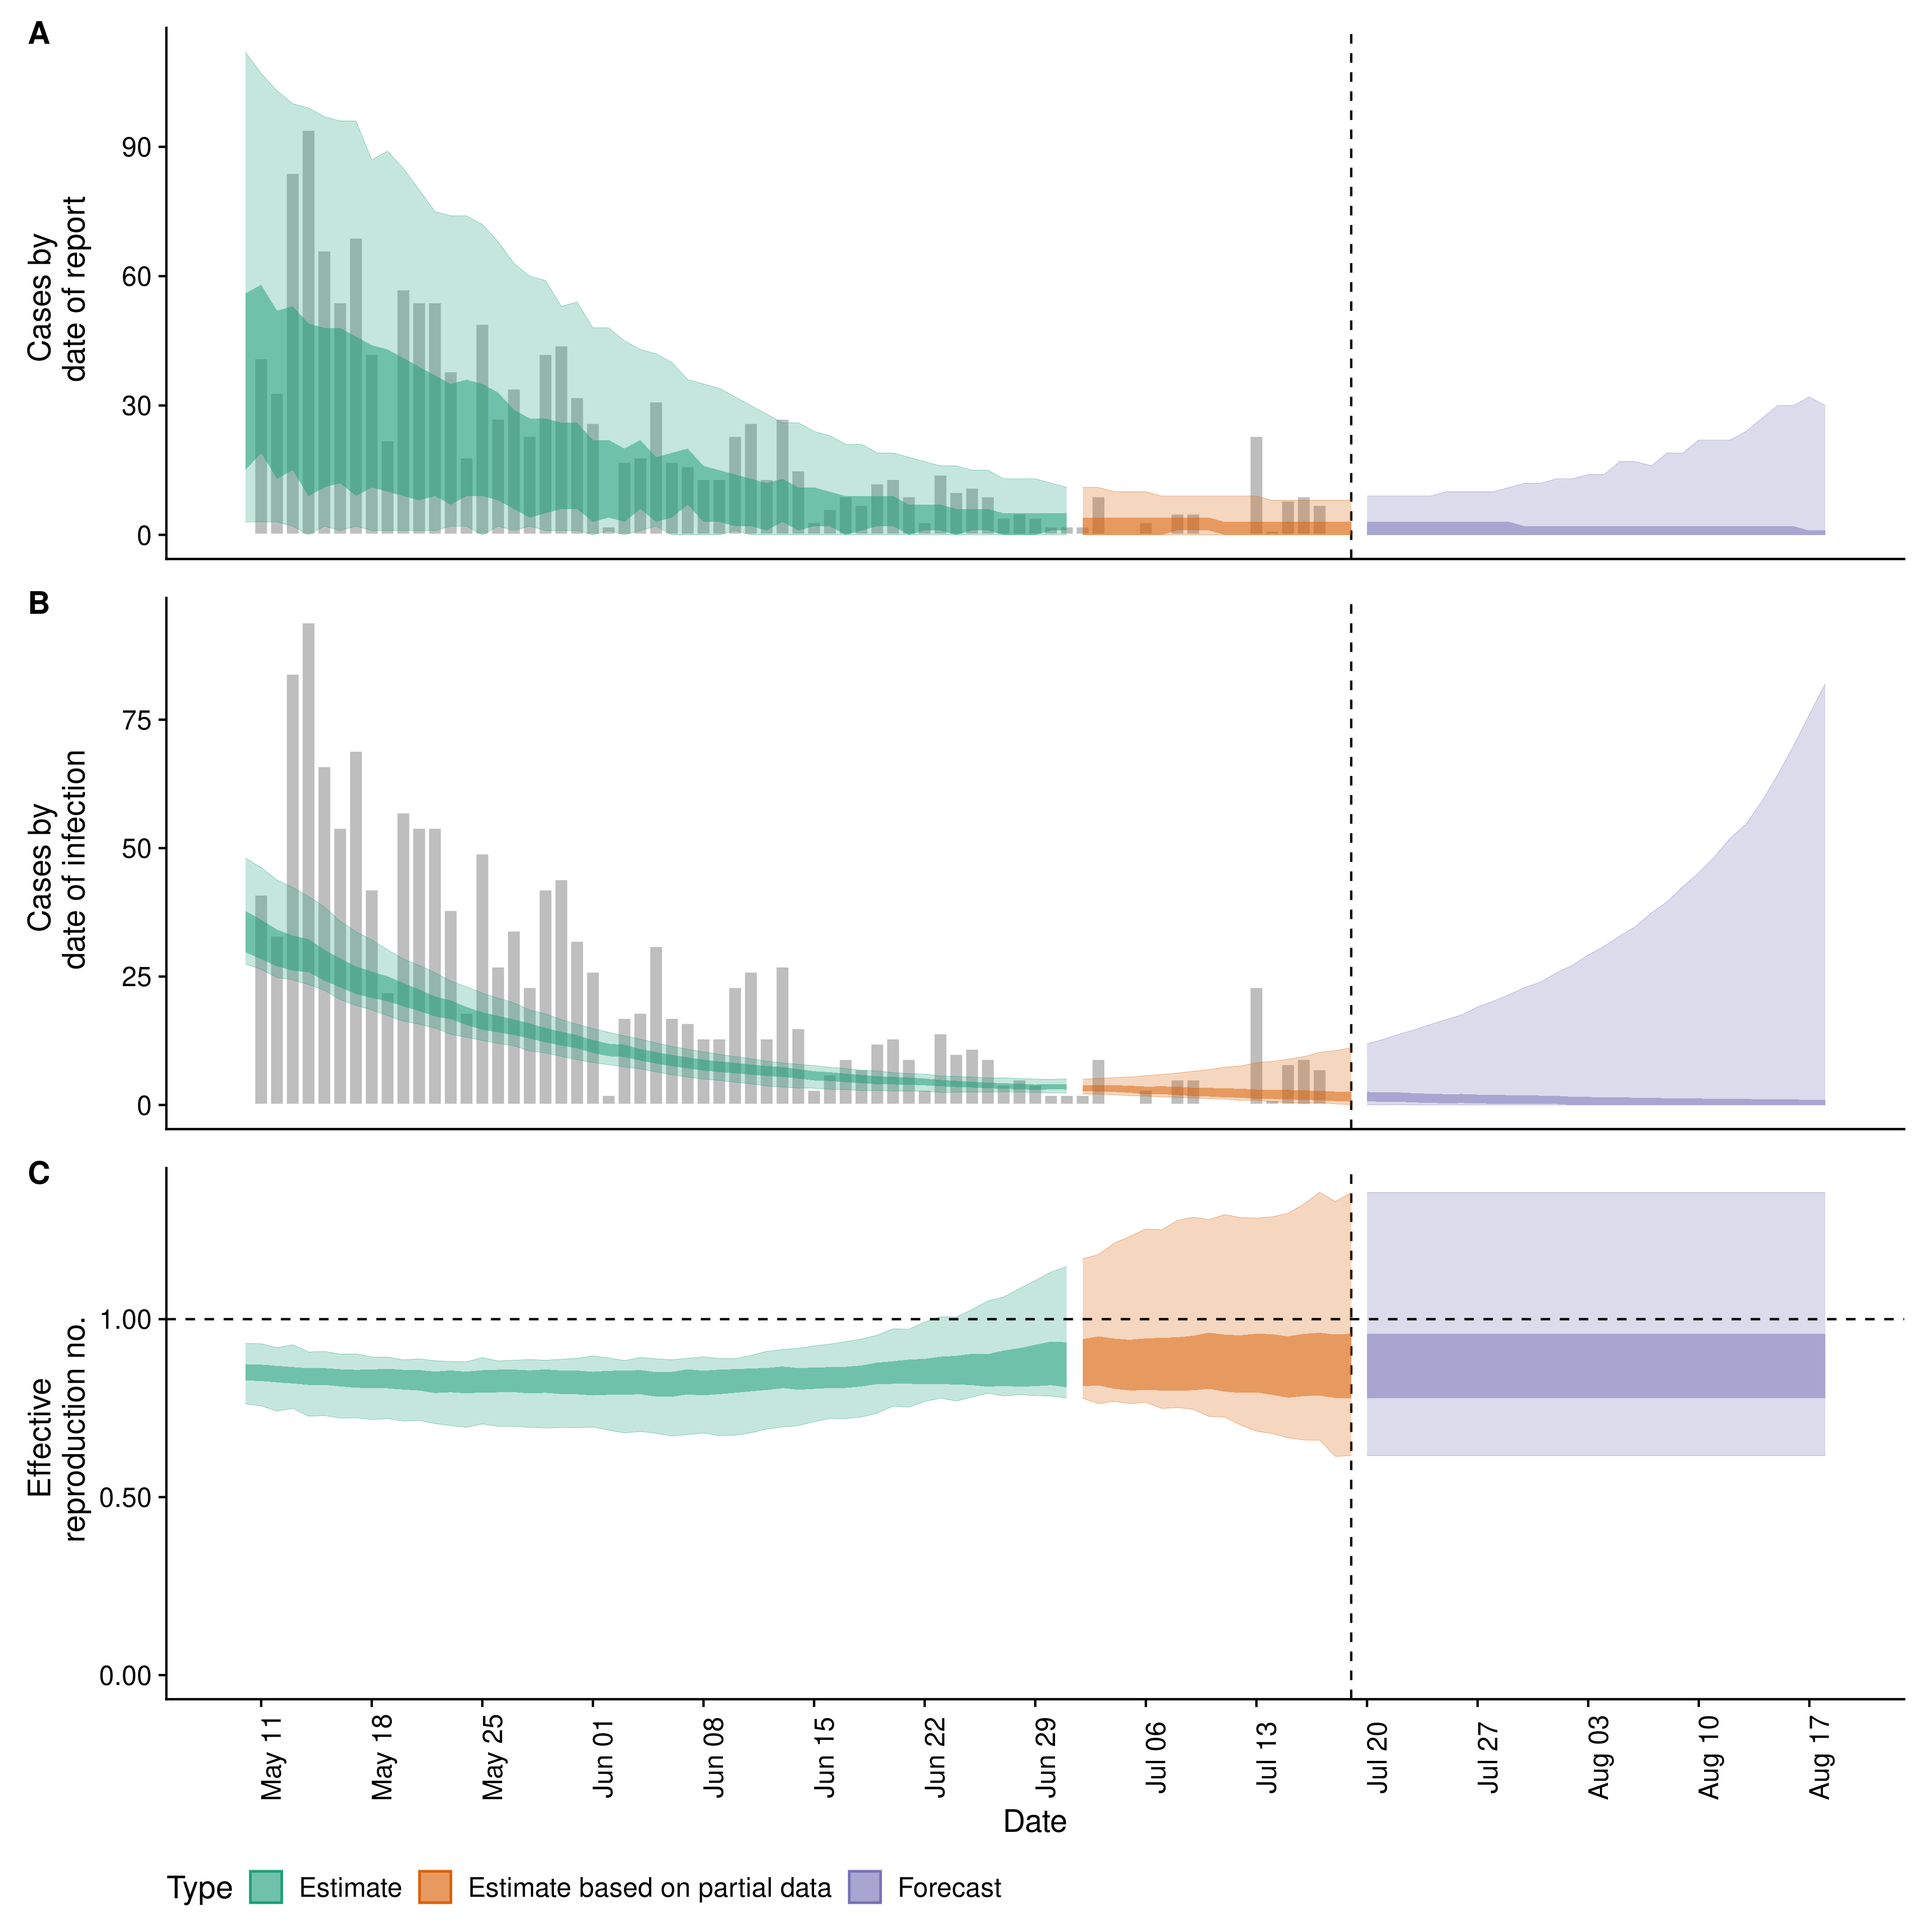 A
Cases by
date of report
90
60
30
0
B
Cases by
date of infection
75
50
25
0
C
Effective
reproduction no.
1.00
0.50
0.00
May 11
May 18
May 25
Jun 01
Jun 08
Jun 15
Jun 22
Jun 29
Jul 06
Jul 13
Jul 20
Jul 27
Aug 03
Aug 10
Aug 17
Date
Type Estimate Estimate based on partial data Forecast